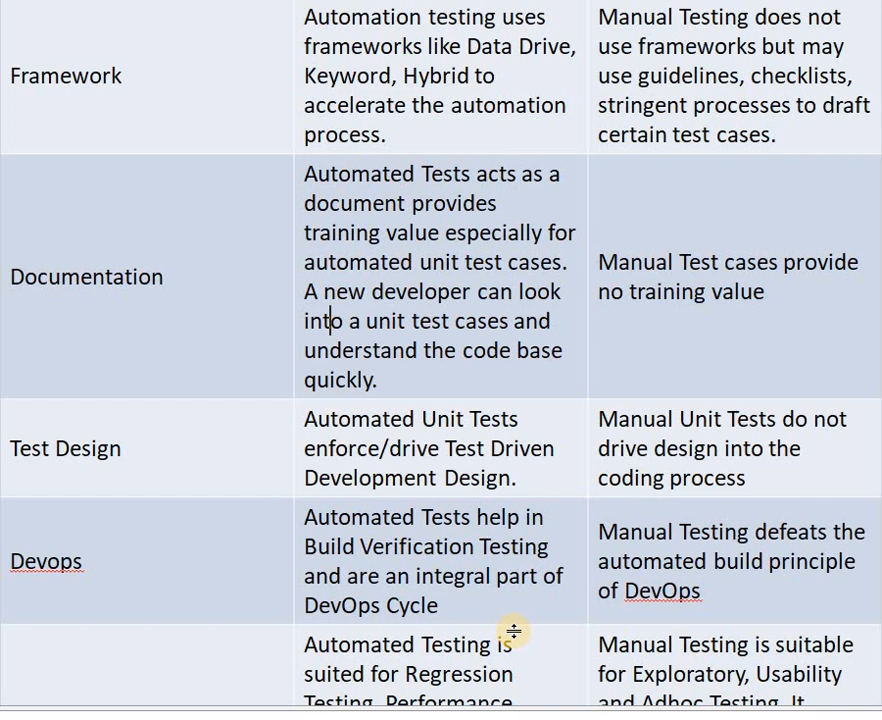 Framework
Automation testing uses
frameworks like Data Drive,
Keyword, Hybrid to
accelerate the automation
process.
Manual Testing does not
use frameworks but may
use guidelines, checklists,
stringent processes to draft
certain test cases.
Documentation
Automated Tests acts as a
document provides
training value especially for
automated unit test cases.
A new developer can look
into a unit test cases and
understand the code base
quickly.
Manual Test cases provide
no training value
Test Design
Automated Unit Tests
enforce/drive Test Driven
Development Design.
Manual Unit Tests do not
drive design into the
coding process
Devops
Automated Tests help in
Build Verification Testing
and are an integral part of
DevOps Cycle
Manual Testing defeats the
automated build principle
of DevOps
Automated Testing is
suited for Regression
Testing, Performance
Manual Testing is suitable
for Exploratory, Usability
and Adhoc Testing. It